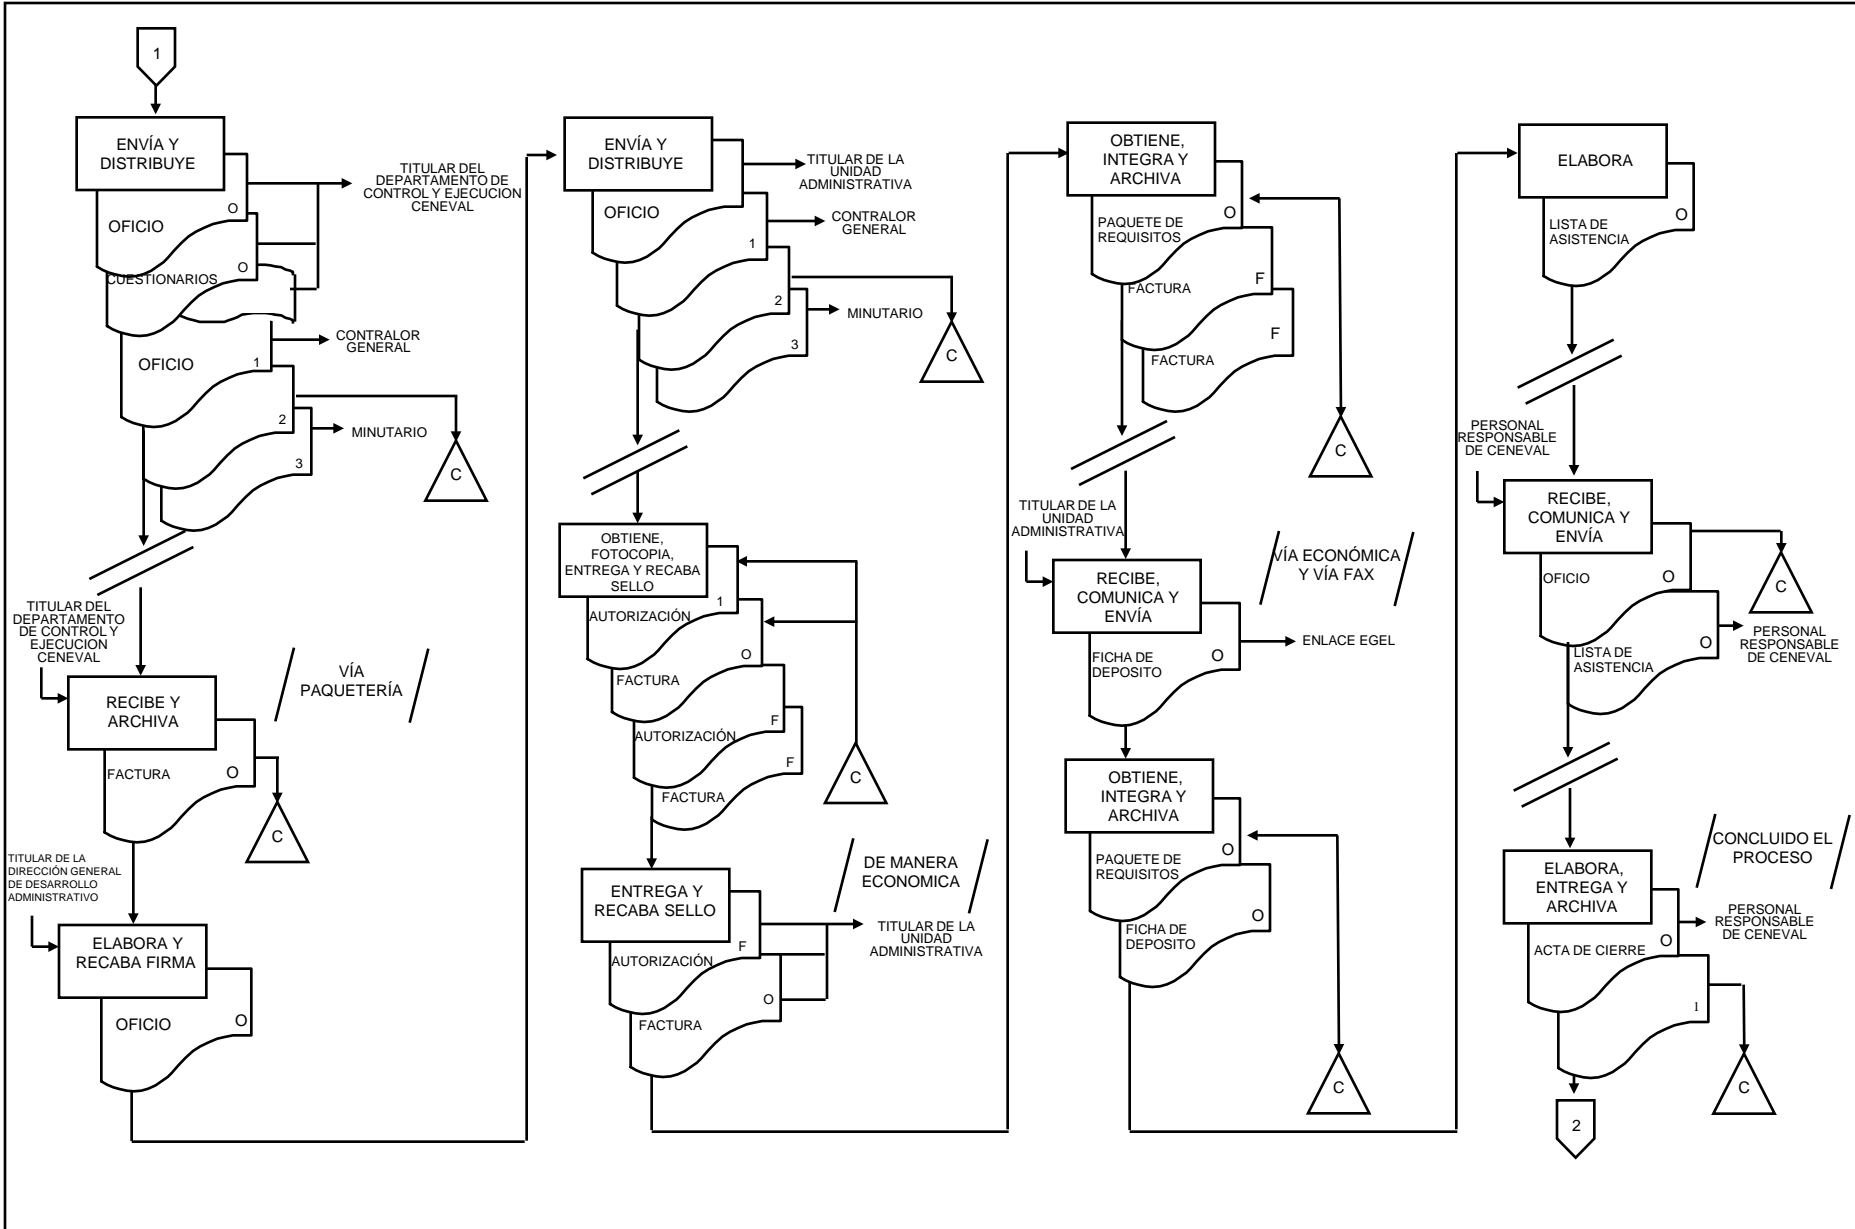 1
ENVÍA Y
DISTRIBUYE
TITULAR DEL
DEPARTAMENTO DE
CONTROL Y EJECUCION
CENEVAL
OFICIO
O
CUESTIONARIOS
O
CONTRALOR
GENERAL
OFICIO
1
2
MINUTARIO
3
C
TITULAR DEL
DEPARTAMENTO
DE CONTROL Y
EJECUCION
CENEVAL
RECIBE Y
ARCHIVA
VÍA
PAQUETERÍA
FACTURA
O
C
TITULAR DE LA
DIRECCIÓN GENERAL
DE DESARROLLO
ADMINISTRATIVO
ELABORA Y
RECABA FIRMA
OFICIO
O
ENVÍA Y
DISTRIBUYE
TITULAR DE LA
UNIDAD
ADMINISTRATIVA
OFICIO
CONTRALOR
GENERAL
1
2
MINUTARIO
3
C
OBTIENE,
FOTOCOPIA,
ENTREGA Y RECABA
SELLO
AUTORIZACIÓN
1
O
FACTURA
F
AUTORIZACIÓN
F
FACTURA
C
ENTREGA Y
RECABA SELLO
DE MANERA
ECONOMICA
F
AUTORIZACIÓN
TITULAR DE LA
UNIDAD
ADMINISTRATIVA
O
FACTURA
OBTIENE,
INTEGRA Y
ARCHIVA
PAQUETE DE
REQUISITOS
O
F
FACTURA
F
FACTURA
C
TITULAR DE LA
UNIDAD
ADMINISTRATIVA
RECIBE,
COMUNICA Y
ENVÍA
VÍA ECONÓMICA
Y VÍA FAX
FICHA DE
DEPOSITO
O
ENLACE EGEL
OBTIENE,
INTEGRA Y
ARCHIVA
PAQUETE DE
REQUISITOS
O
FICHA DE
DEPOSITO
O
C
ELABORA
LISTA DE
ASISTENCIA
O
PERSONAL
RESPONSABLE
DE CENEVAL
RECIBE,
COMUNICA Y
ENVÍA
OFICIO
O
C
LISTA DE
ASISTENCIA
O
PERSONAL
RESPONSABLE
DE CENEVAL
ELABORA,
ENTREGA Y
ARCHIVA
CONCLUIDO EL
PROCESO
ACTA DE CIERRE
O
PERSONAL
RESPONSABLE
DE CENEVAL
1
C
2